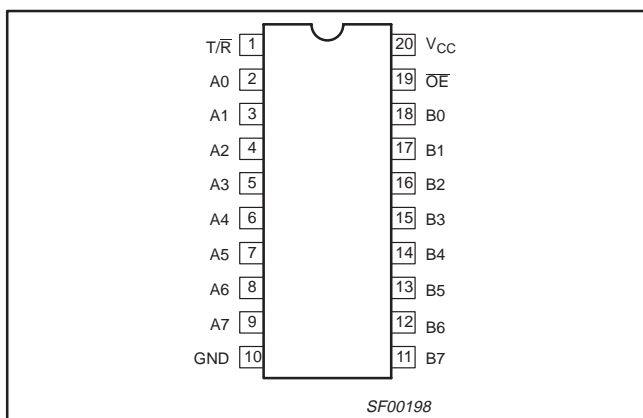 T/R̅ 1 20 VCC
A0 2 19 O̅E̅
A1 3 18 B0
A2 4 17 B1
A3 5 16 B2
A4 6 15 B3
A5 7 14 B4
A6 8 13 B5
A7 9 12 B6
GND 10 11 B7
SF00198